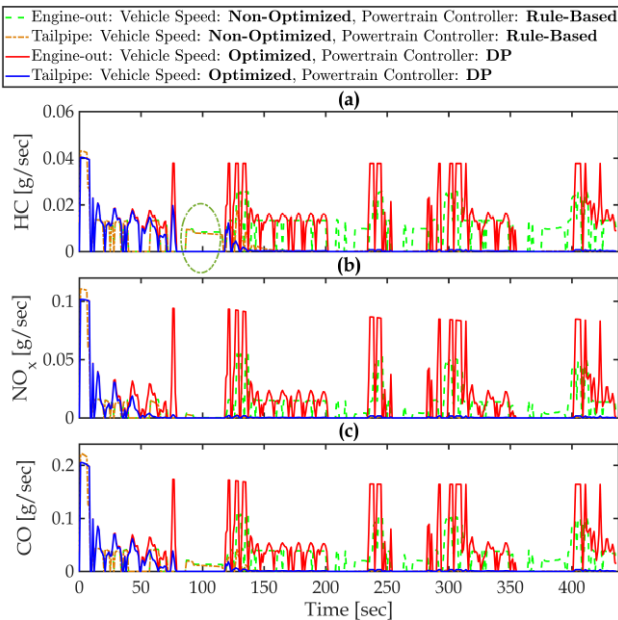 Engine-out: Vehicle Speed: Non-Optimized, Powertrain Controller: Rule-Based
Tailpipe: Vehicle Speed: Non-Optimized, Powertrain Controller: Rule-Based
Engine-out: Vehicle Speed: Optimized, Powertrain Controller: DP
Tailpipe: Vehicle Speed: Optimized, Powertrain Controller: DP
(a)
HC [g/sec]
0.06
0.04
0.02
0
(b)
NOx [g/sec]
0.1
0.05
0
(c)
CO [g/sec]
0.2
0.1
0
0 50 100 150 200 250 300 350 400
Time [sec]